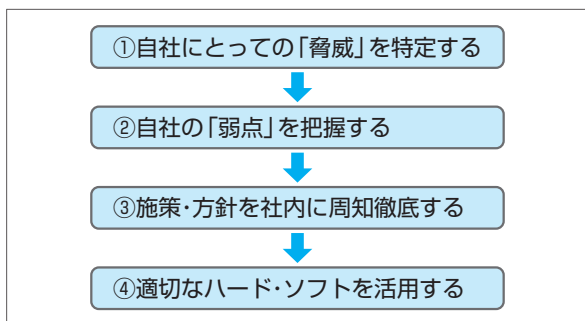 ①自社にとっての「脅威」を特定する
②自社の「弱点」を把握する
③施策・方針を社内に周知徹底する
④適切なハード・ソフトを活用する